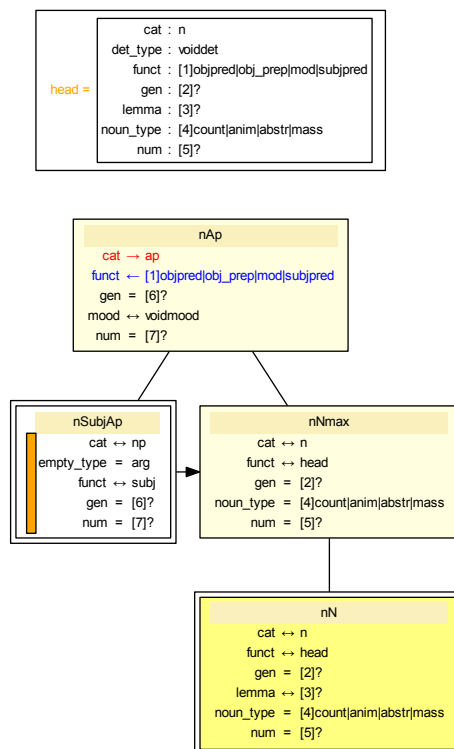 cat : n
det_type : voiddet
funct : [1]objpred|obj_prep|mod|subjpred
head = gen : [2]?
lemma : [3]?
noun_type : [4]count|anim|abstr|mass
num : [5]?
nAp
cat → ap
funct ← [1]objpred|obj_prep|mod|subjpred
gen = [6]?
mood ↔ voidmood
num = [7]?
nSubjAp
cat ↔ np
empty_type = arg
funct ↔ subj
gen = [6]?
num = [7]?
nNmax
cat ↔ n
funct ↔ head
gen = [2]?
noun_type = [4]count|anim|abstr|mass
num = [5]?
nN
cat ↔ n
funct ↔ head
gen = [2]?
lemma ↔ [3]?
noun_type = [4]count|anim|abstr|mass
num = [5]?